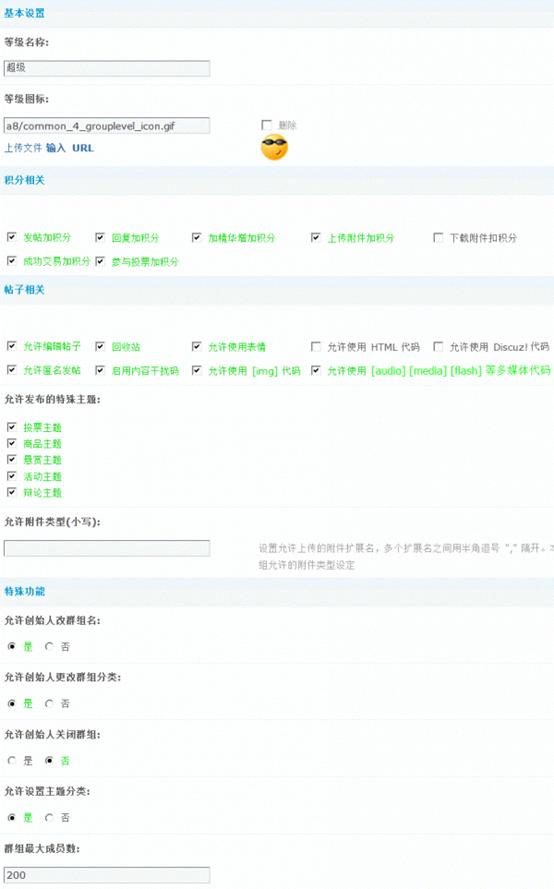 基本设置
等级名称:
超级
等级图标:
a8/common_4_grouplevel_icon.gif 删除
上传文件 输入 URL
积分相关
发帖加积分 回复加积分 加精华增加积分 上传附件加积分 下载附件扣积分
成功交易加积分 参与投票加积分
帖子相关
允许编辑帖子 回收站 允许使用表情 允许使用 HTML 代码 允许使用 Discuz! 代码
允许匿名发帖 启用内容干扰码 允许使用 [img] 代码 允许使用 [audio] [media] [flash] 等多媒体代码
允许发布的特殊主题:
投票主题
商品主题
悬赏主题
活动主题
辩论主题
允许附件类型(小写):
设置允许上传的附件扩展名，多个扩展名之间用半角逗号 "," 隔开。
组允许的附件类型设定
特殊功能
允许创始人改群组名:
是 否
允许创始人更改群组分类:
是 否
允许创始人关闭群组:
是 否
允许设置主题分类:
是 否
群组最大成员数:
200